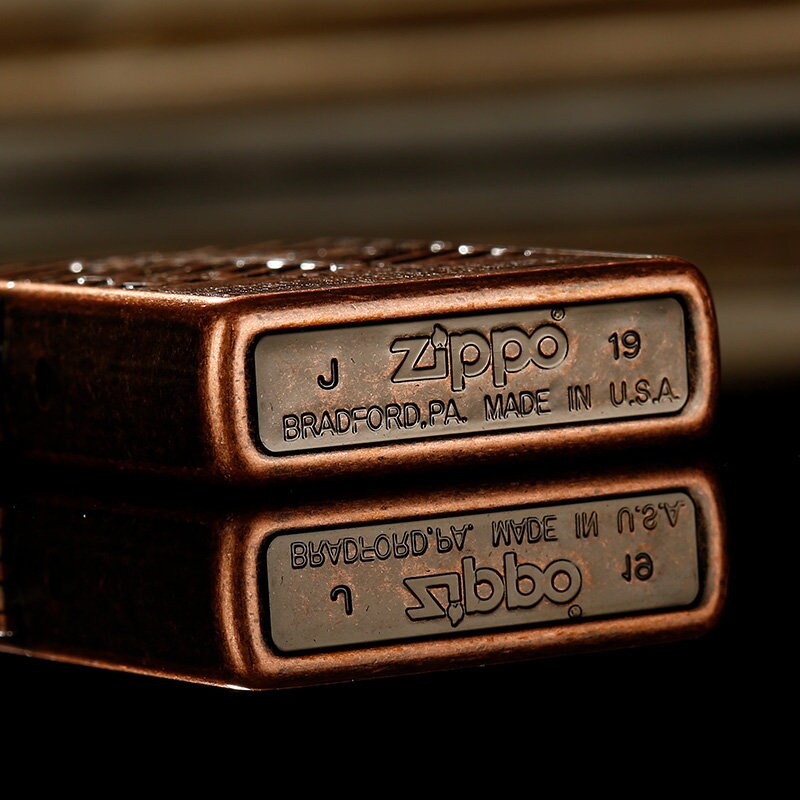 J zippo® 19
BRADFORD,PA. MADE IN U.S.A.